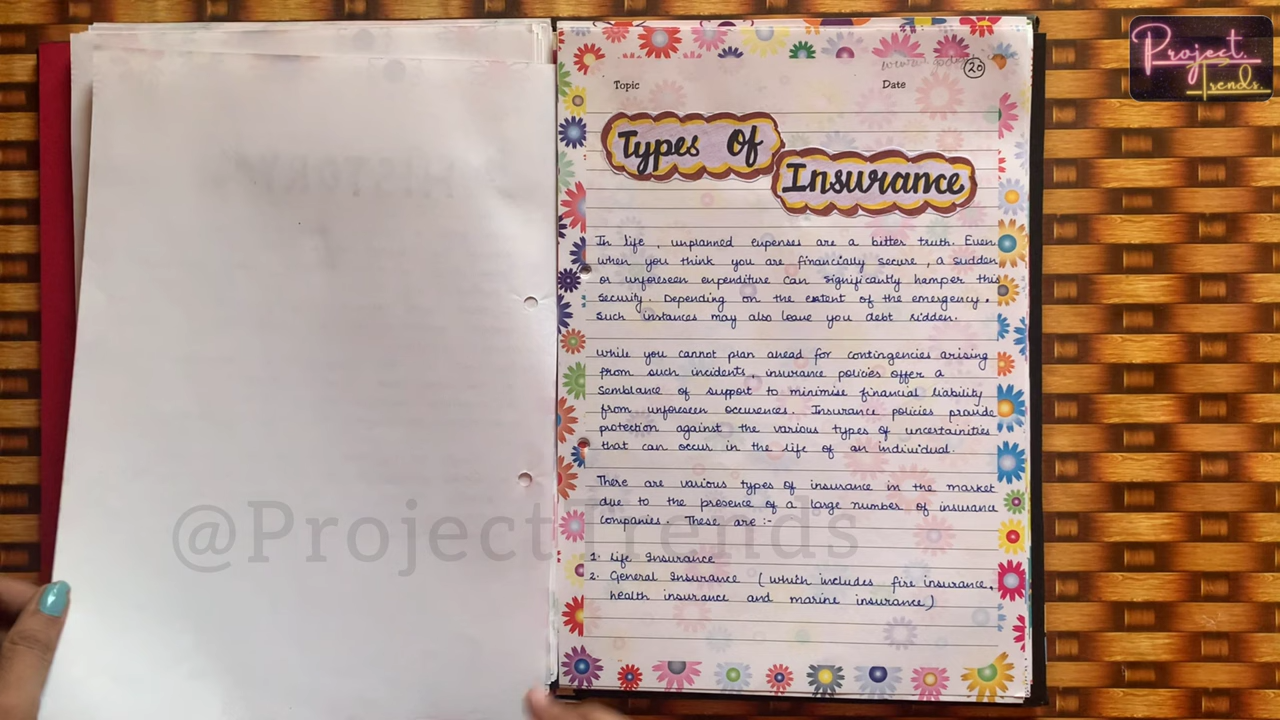 Project
Trends.
20
Topic
Date
Types Of
Insurance
In life, unplanned expenses are a bitter truth. Even
when you think you are financially secure, a sudden
or unforeseen expenditure can significantly hamper this
security. Depending on the extent of the emergency,
such instances may also leave you debt ridden.
While you cannot plan ahead for contingencies arising
from such incidents, insurance policies offer a
semblance of support to minimise financial liability
from unforeseen occurences. Insurance policies provide
protection against the various types of uncertainities
that can occur in the life of an individual.
There are various types of insurance in the market
due to the presence of a large number of insurance
companies. These are :-
1. Life Insurance
2. General Insurance (which includes fire insurance,
health insurance and marine insurance)
@ProjectTrends